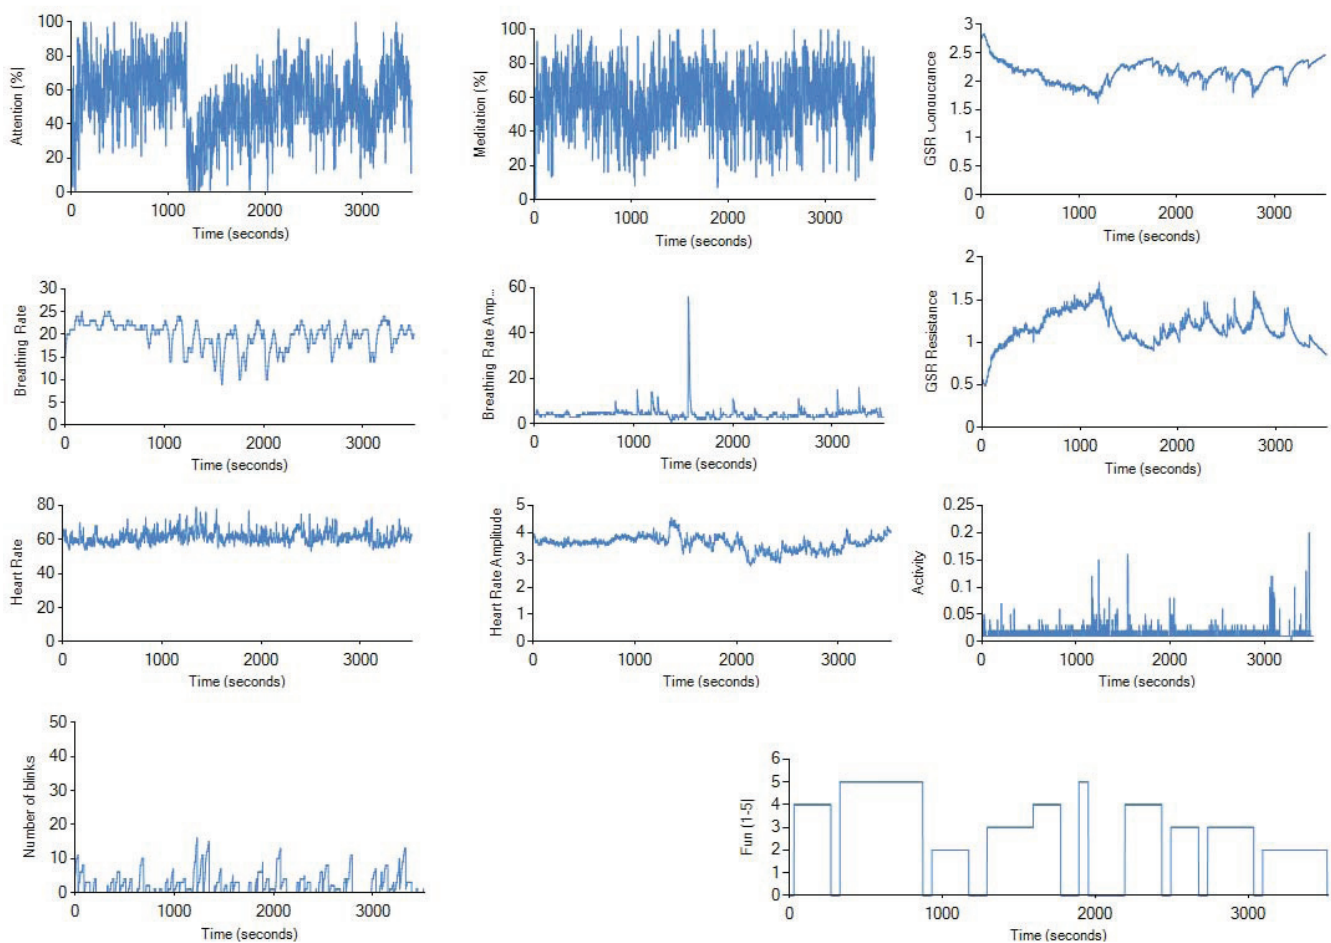 100
80
60
40
20
0
Attention [%|
0 1000 2000 3000
Time (seconds)
100
80
60
40
20
0
Meditation [%|
0 1000 2000 3000
Time (seconds)
3
2.5
2
1.5
1
0.5
0
GSR Conductance
0 1000 2000 3000
Time (seconds)
30
25
20
15
10
5
0
Breathing Rate
0 1000 2000 3000
Time (seconds)
60
40
20
0
Breathing Rate Amp...
0 1000 2000 3000
Time (seconds)
2
1.5
1
0.5
0
GSR Resistance
0 1000 2000 3000
Time (seconds)
80
60
40
20
0
Heart Rate
0 1000 2000 3000
Time (seconds)
5
4
3
2
1
0
Heart Rate Amplitude
0 1000 2000 3000
Time (seconds)
0.25
0.2
0.15
0.1
0.05
0
Activity
0 1000 2000 3000
Time (seconds)
50
40
30
20
10
0
Number of blinks
0 1000 2000 3000
Time (seconds)
6
5
4
3
2
1
0
Fun (1-5|
0 1000 2000 3000
Time (seconds)